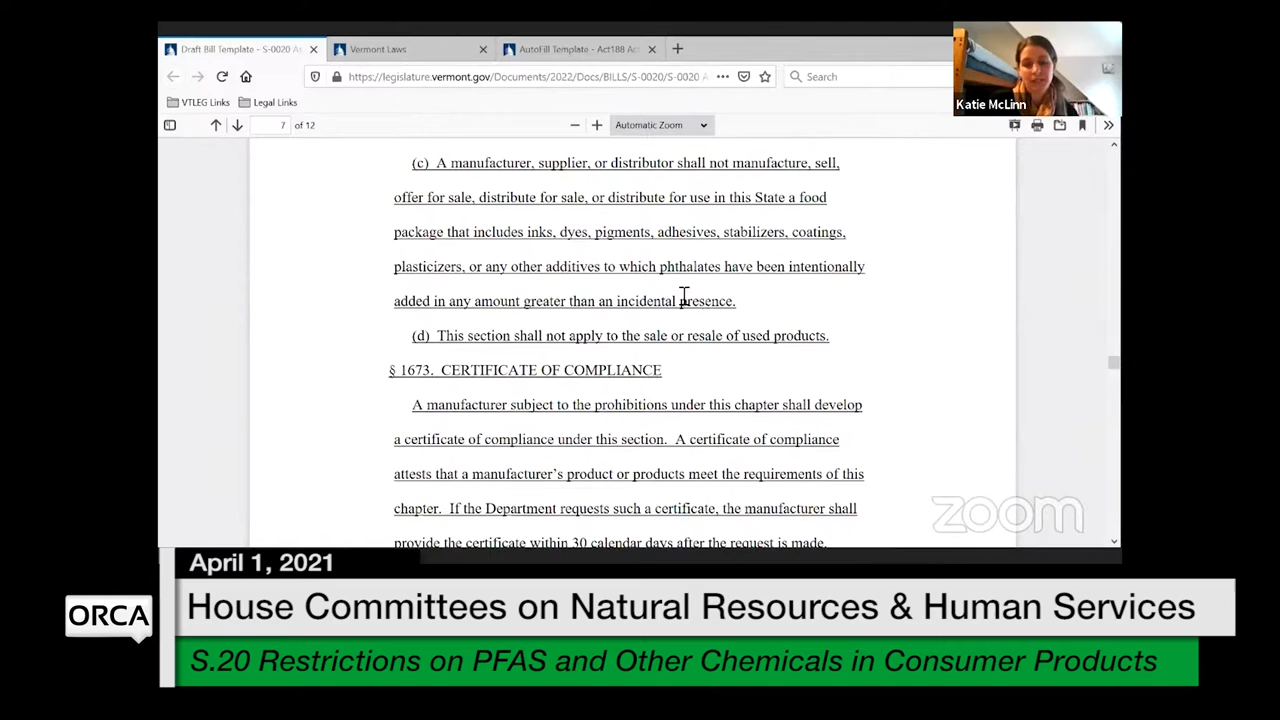 Draft Bill Template - S-0020 A
Vermont Laws
AutoFill Template - Act188 Ac
https://legislature.vermont.gov/Documents/2022/Docs/BILLS/S-0020/S-0020 A
Search
VTLEG Links
Legal Links
7 of 12
Automatic Zoom
Katie McLinn
(c) A manufacturer, supplier, or distributor shall not manufacture, sell,
offer for sale, distribute for sale, or distribute for use in this State a food
package that includes inks, dyes, pigments, adhesives, stabilizers, coatings,
plasticizers, or any other additives to which phthalates have been intentionally
added in any amount greater than an incidental presence.
(d) This section shall not apply to the sale or resale of used products.
§ 1673. CERTIFICATE OF COMPLIANCE
A manufacturer subject to the prohibitions under this chapter shall develop
a certificate of compliance under this section. A certificate of compliance
attests that a manufacturer’s product or products meet the requirements of this
chapter. If the Department requests such a certificate, the manufacturer shall
provide the certificate within 30 calendar days after the request is made.
zoom
April 1, 2021
ORCA
House Committees on Natural Resources & Human Services
S.20 Restrictions on PFAS and Other Chemicals in Consumer Products